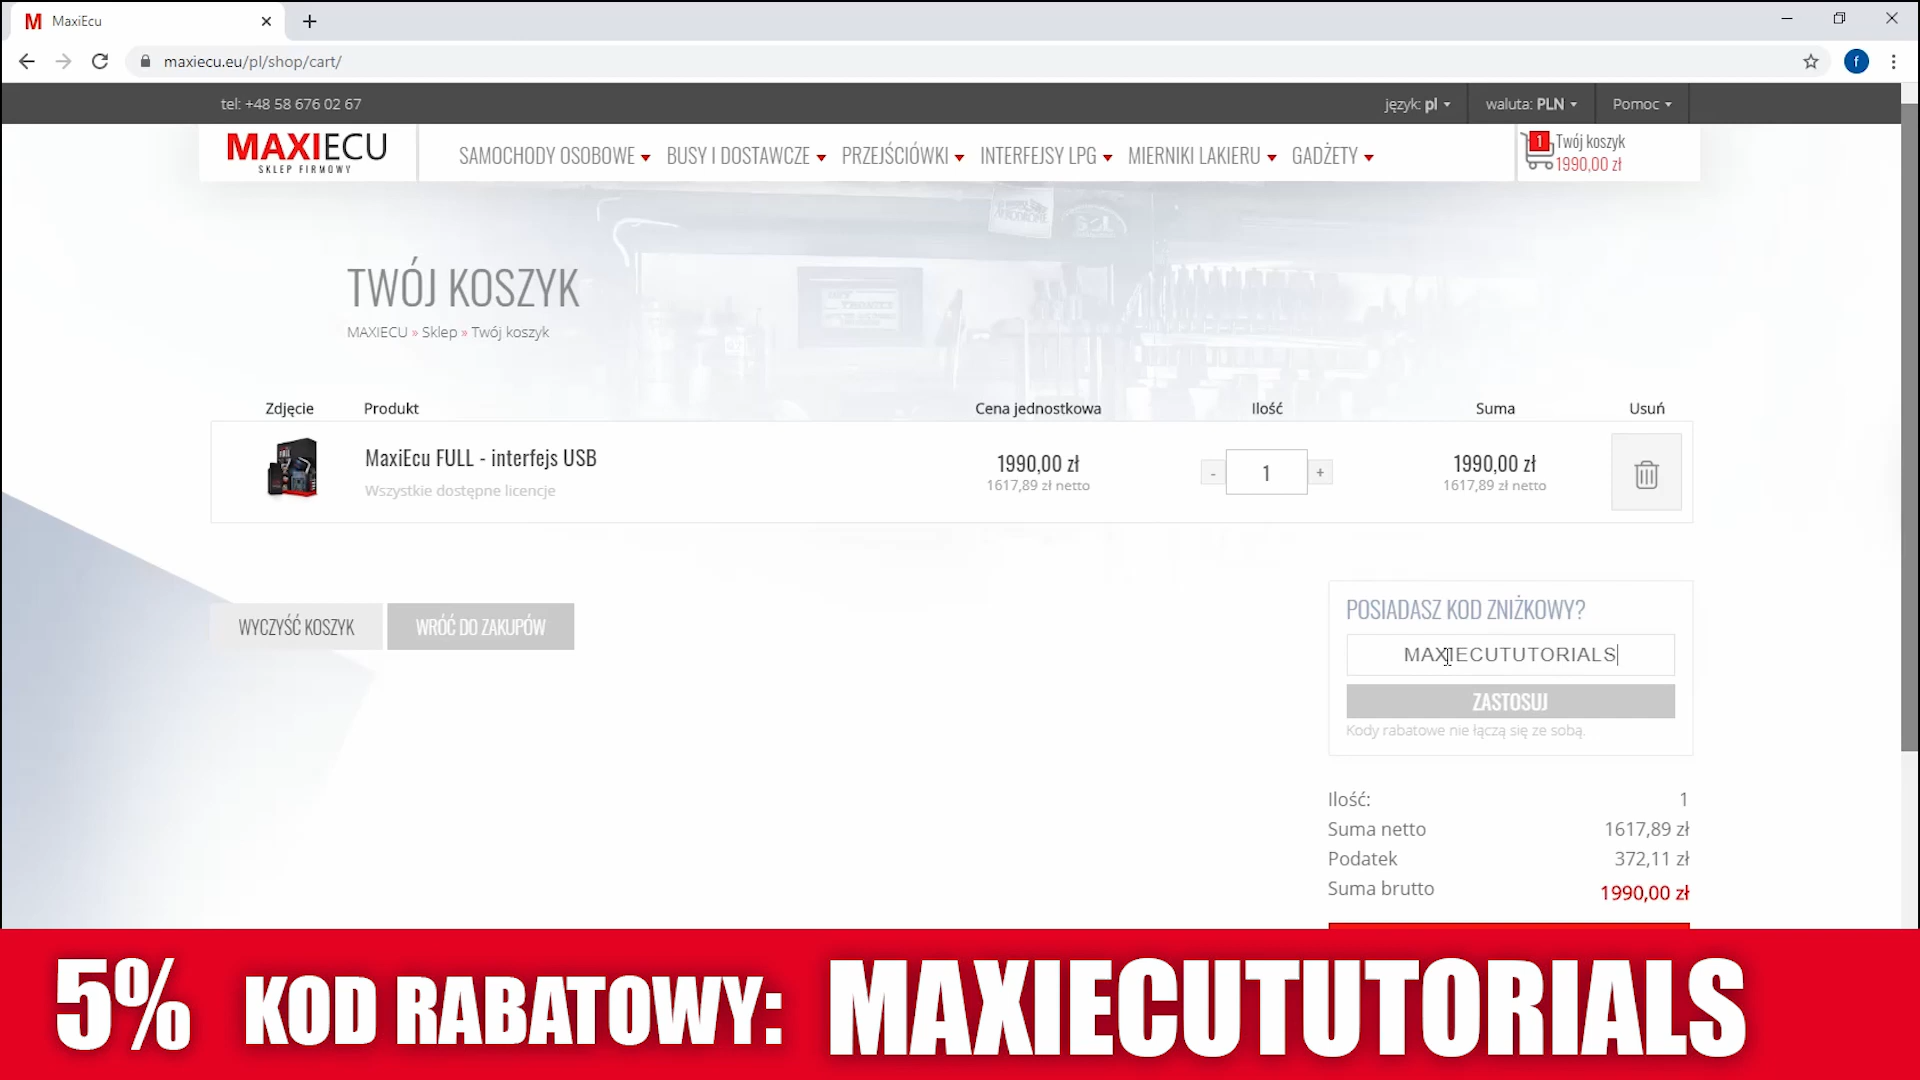 MaxiEcu
maxiecu.eu/pl/shop/cart/
f
tel: +48 58 676 02 67
język: pl
waluta: PLN
Pomoc
MAXIECU
SKLEP FIRMOWY
SAMOCHODY OSOBOWE
BUSY I DOSTAWCZE
PRZEJŚCIÓWKI
INTERFEJSY LPG
MIERNIKI LAKIERU
GADŻETY
1
Twój koszyk
1990,00 zł
TWÓJ KOSZYK
MAXIECU » Sklep » Twój koszyk
Zdjęcie Produkt Cena jednostkowa Ilość Suma Usuń
MaxiEcu FULL - interfejs USB
Wszystkie dostępne licencje
1990,00 zł
1617,89 zł netto
- 1 +
1990,00 zł
1617,89 zł netto
WYCZYŚĆ KOSZYK
WRÓĆ DO ZAKUPÓW
POSIADASZ KOD ZNIŻKOWY?
MAXIECUTUTORIALS
ZASTOSUJ
Kody rabatowe nie łączą się ze sobą.
Ilość: 1
Suma netto 1617,89 zł
Podatek 372,11 zł
Suma brutto 1990,00 zł
5% KOD RABATOWY: MAXIECUTUTORIALS